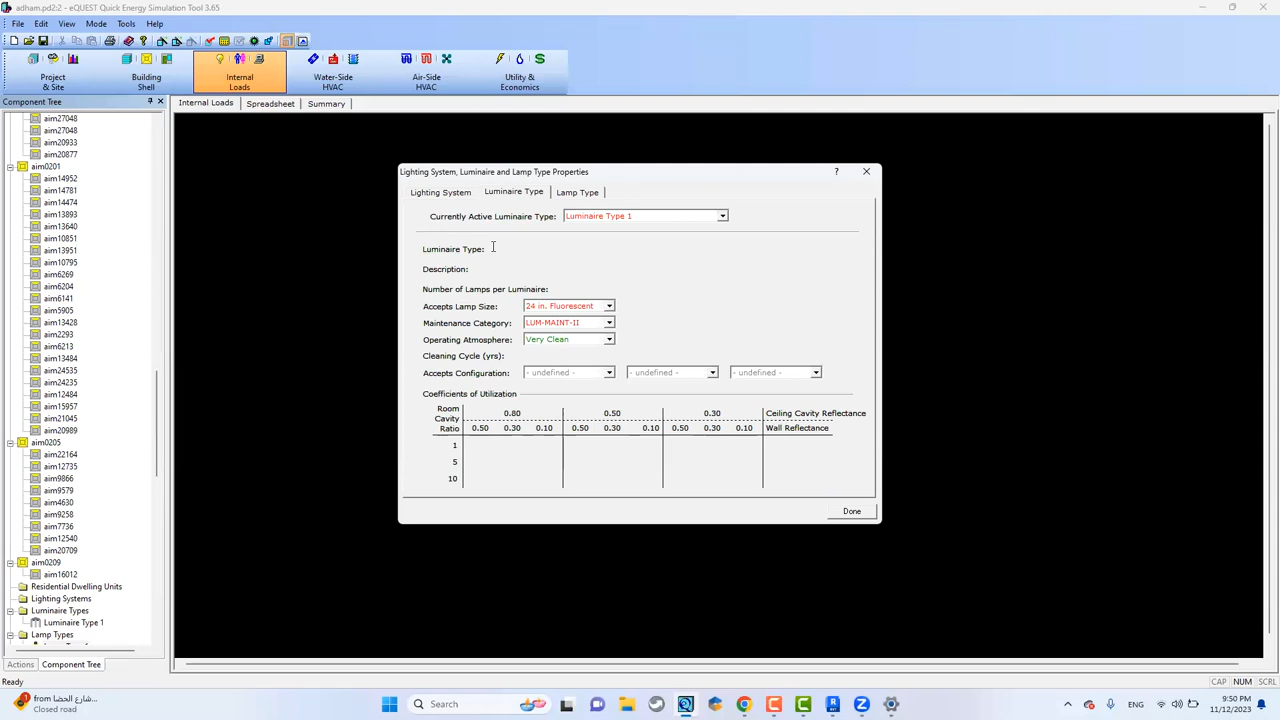 adham.pd2:2 - eQUEST Quick Energy Simulation Tool 3.65
File Edit View Mode Tools Help
Project & Site
Building Shell
Internal Loads
Water-Side HVAC
Air-Side HVAC
Utility & Economics
Component Tree
Internal Loads Spreadsheet Summary
aim27048
aim27048
aim20933
aim20877
aim0201
aim14952
aim14781
aim14474
aim13893
aim13640
aim10851
aim13951
aim10795
aim6269
aim6204
aim6141
aim5905
aim13428
aim2293
aim6213
aim13484
aim24535
aim24235
aim12484
aim15957
aim21045
aim20989
aim0205
aim22164
aim12735
aim9866
aim9579
aim4630
aim9258
aim7736
aim12540
aim20709
aim0209
aim16012
Residential Dwelling Units
Lighting Systems
Luminaire Types
Luminaire Type 1
Lamp Types
Actions Component Tree
Lighting System, Luminaire and Lamp Type Properties
Lighting System Luminaire Type Lamp Type
Currently Active Luminaire Type: Luminaire Type 1
Luminaire Type:
Description:
Number of Lamps per Luminaire:
Accepts Lamp Size: 24 in. Fluorescent
Maintenance Category: LUM-MAINT-II
Operating Atmosphere: Very Clean
Cleaning Cycle (yrs):
Accepts Configuration: - undefined - - undefined - - undefined -
Coefficients of Utilization
Room Cavity Ratio
0.80 0.50 0.30 Ceiling Cavity Reflectance
0.50 0.30 0.10 0.50 0.30 0.10 0.50 0.30 0.10 Wall Reflectance
1
5
10
Done
Ready
CAP NUM SCRL
شارع الحضا from...
Closed road
Search
ENG
9:50 PM
11/12/2023